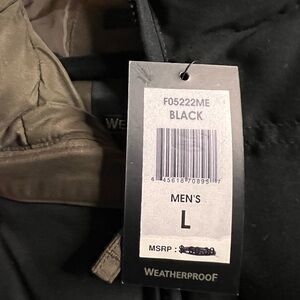 F05222ME
BLACK
MEN'S
L
MSRP : $
WEATHERPROOF